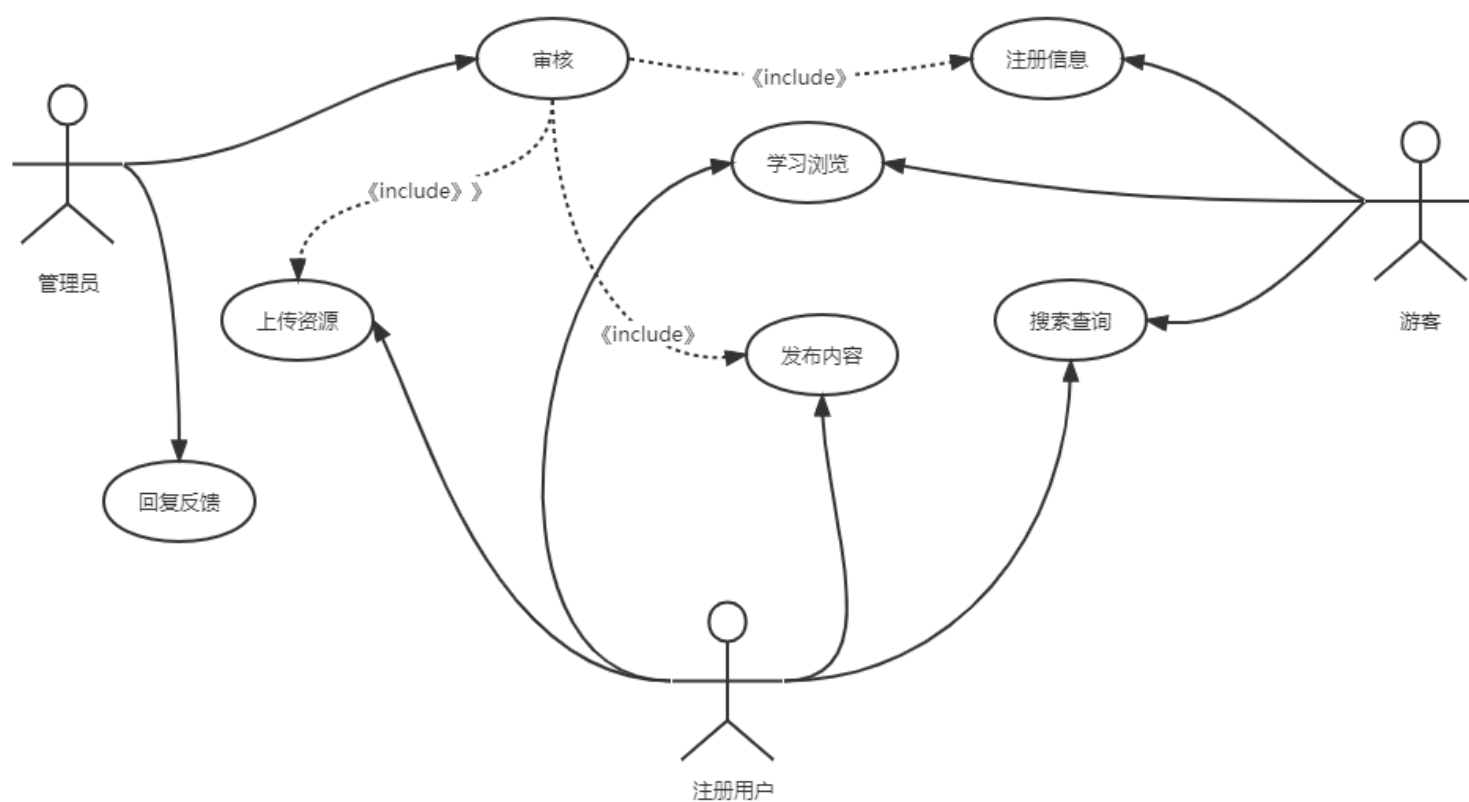 审核
《include》
注册信息
学习浏览
《include》》
管理员
上传资源
搜索查询
游客
《include》
发布内容
回复反馈
注册用户